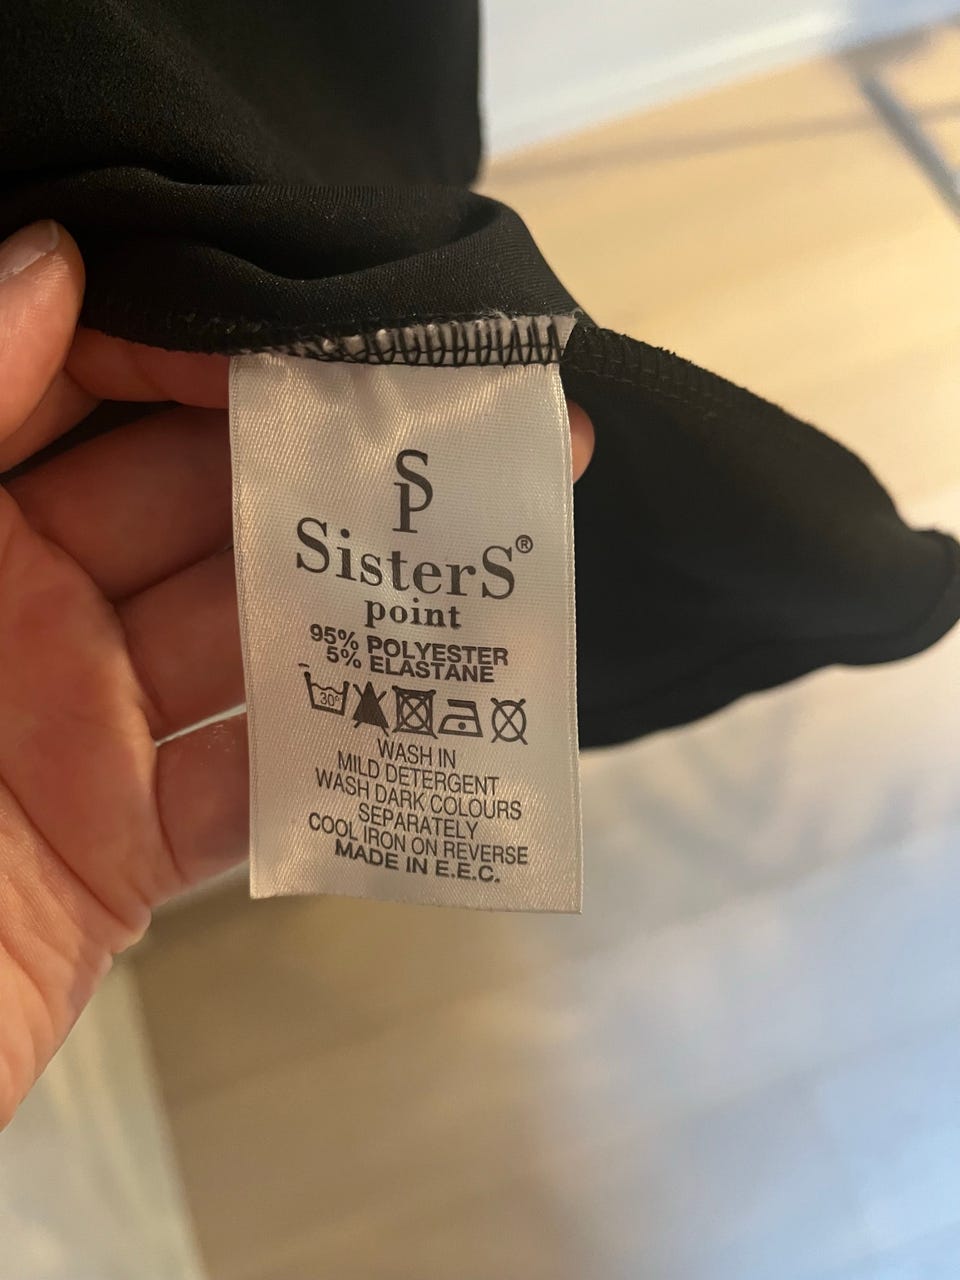 SP
SisterS®
point
95% POLYESTER
5% ELASTANE
30°
WASH IN
MILD DETERGENT
WASH DARK COLOURS
SEPARATELY
COOL IRON ON REVERSE
MADE IN E.E.C.